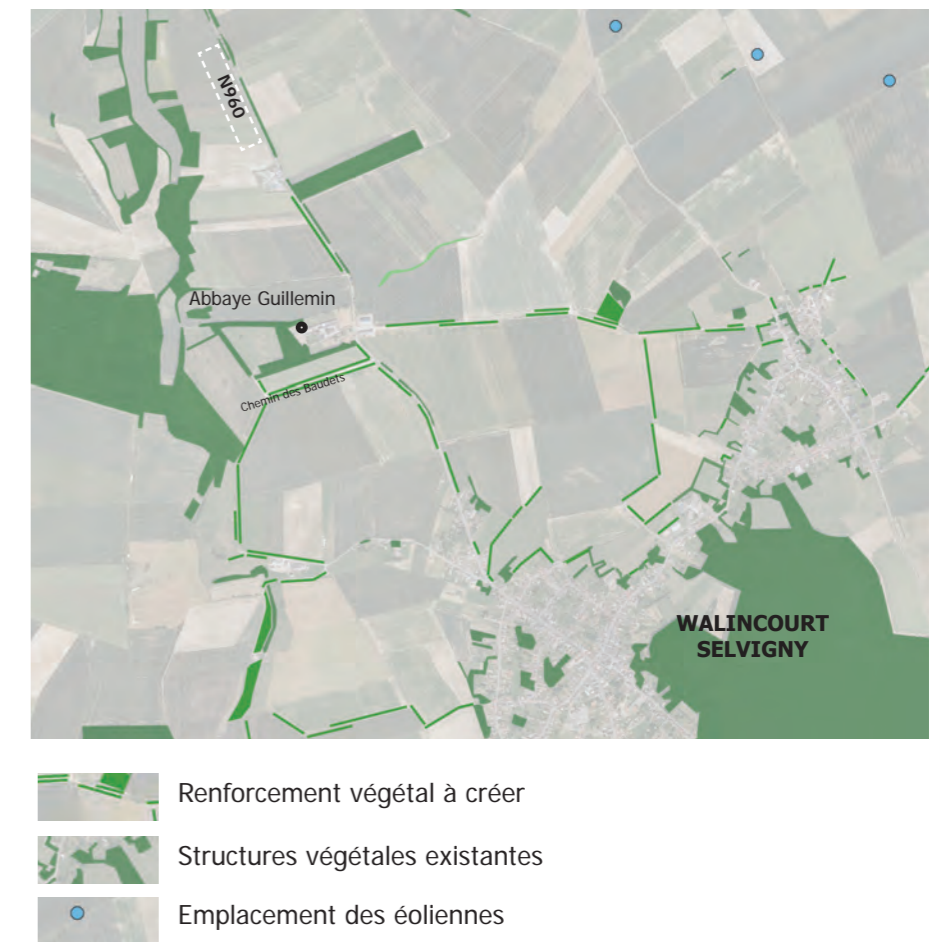 N960
Abbaye Guillemin
Chemin des Baudets
WALINCOURT
SELVIGNY
Renforcement végétal à créer
Structures végétales existantes
Emplacement des éoliennes